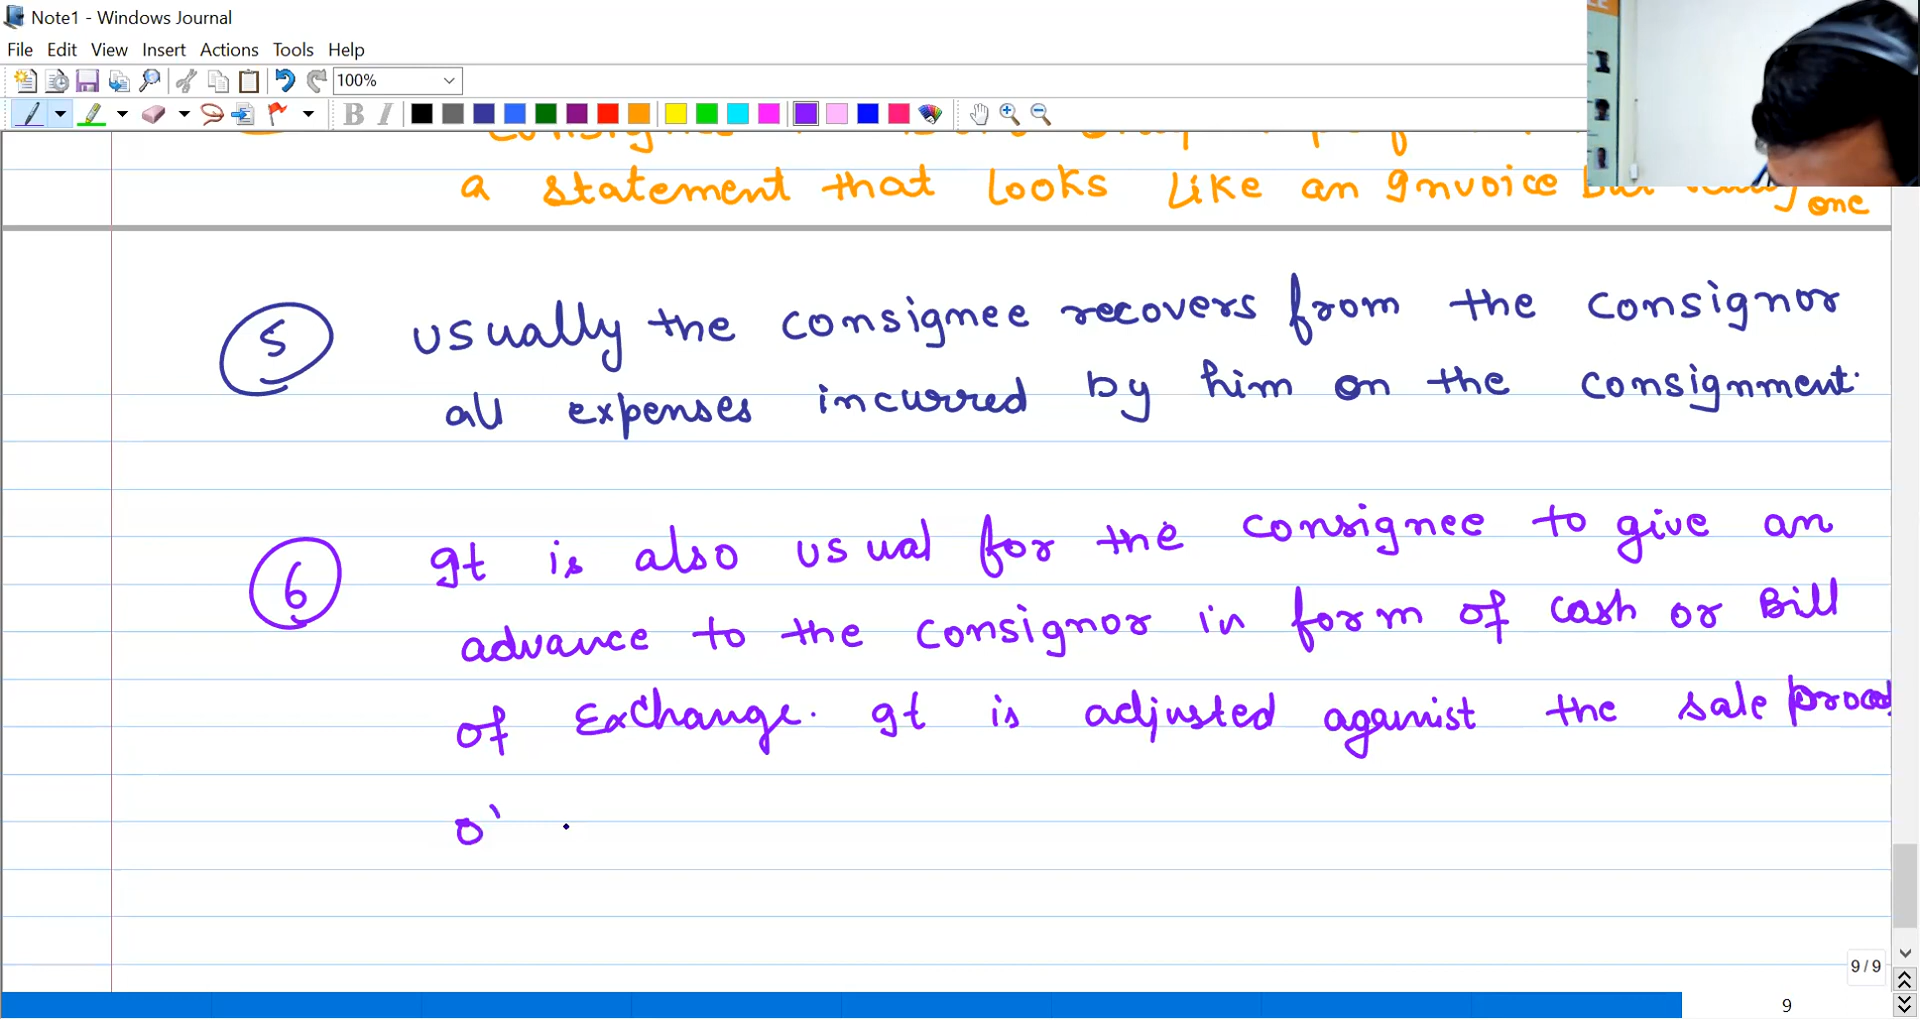 Note1 - Windows Journal
File Edit View Insert Actions Tools Help
100%
B I
Consignee
a statement that looks like an Invoice but one
5 usually the consignee recovers from the consignor
all expenses incurred by him on the consignment.
6 It is also usual for the consignee to give an
advance to the consignor in form of cash or Bill
of Exchange. It is adjusted against the sale
9 / 9
9